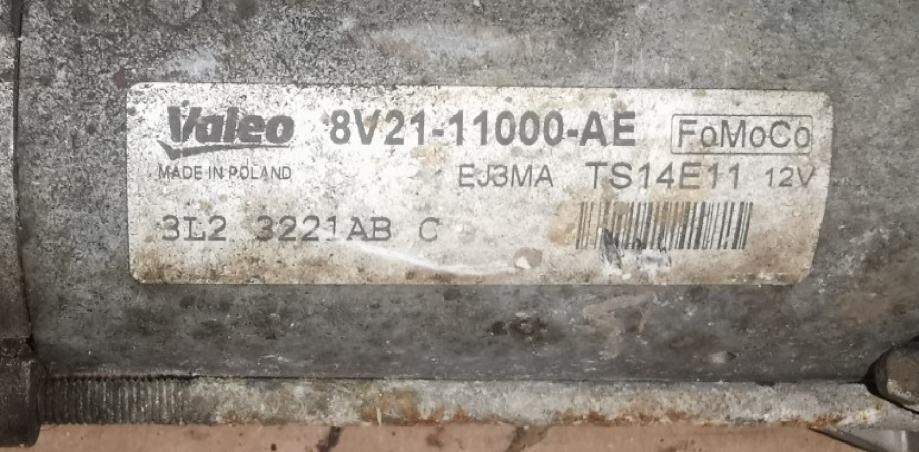 Valeo 8V21-11000-AE FoMoCo
MADE IN POLAND EJ3MA TS14E11 12V
3L2 3221AB C